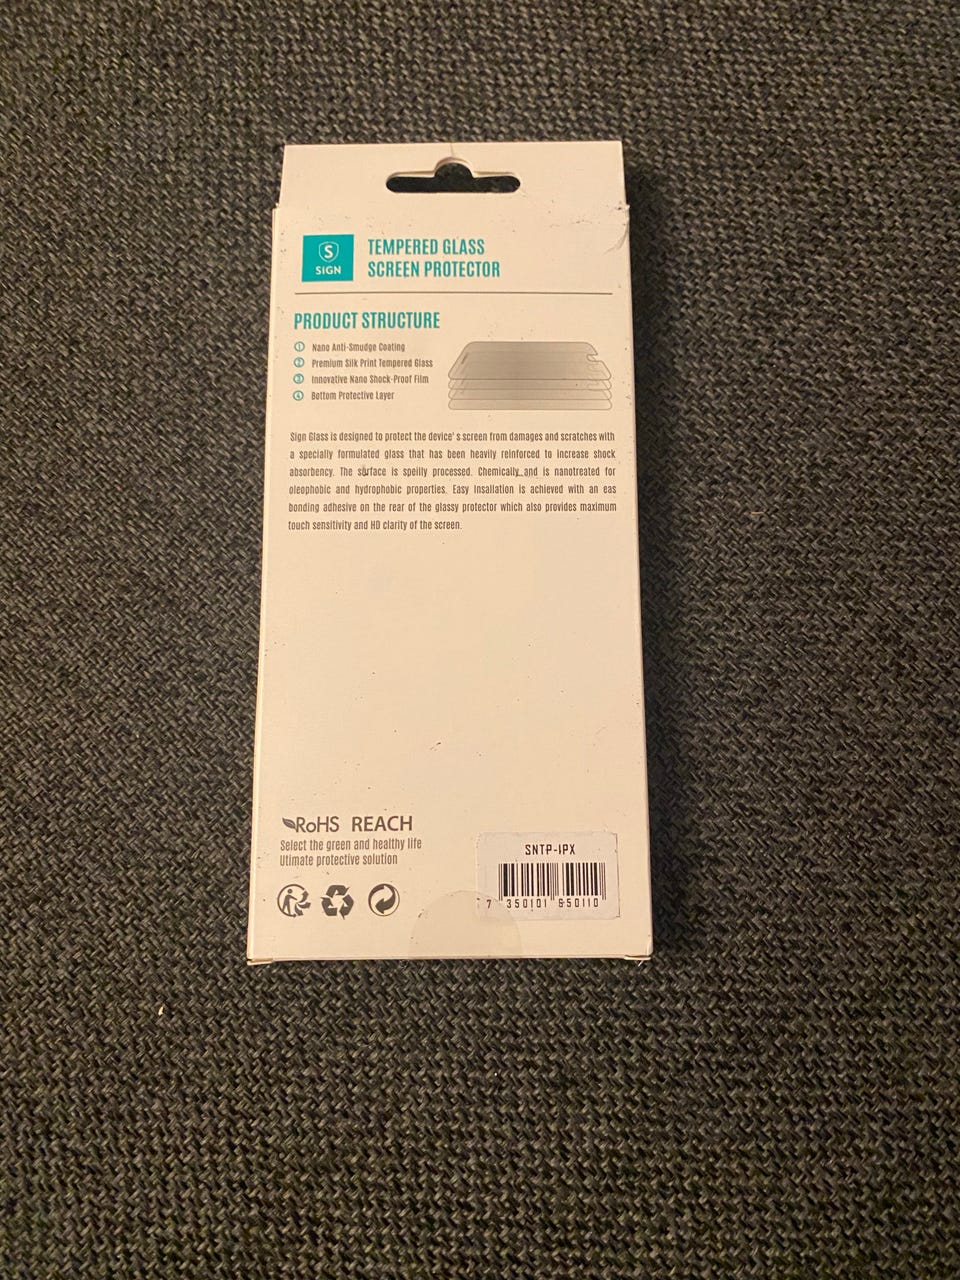 S
SIGN
TEMPERED GLASS
SCREEN PROTECTOR
PRODUCT STRUCTURE
1 Nano Anti-Smudge Coating
2 Premium Silk Print Tempered Glass
3 Innovative Nano Shock-Proof Film
4 Bottom Protective Layer
Sign Glass is designed to protect the device's screen from damages and scratches with
a specially formulated glass that has been heavily reinforced to increase shock
absorbency. The surface is speilly processed. Chemically and is nanotreated for
oleophobic and hydrophobic properties. Easy Insallation is achieved with an eas
bonding adhesive on the rear of the glassy protector which also provides maximum
touch sensitivity and HD clarity of the screen.
RoHS REACH
Select the green and healthy life
Utimate protective solution
SNTP-IPX
7 350101 950110